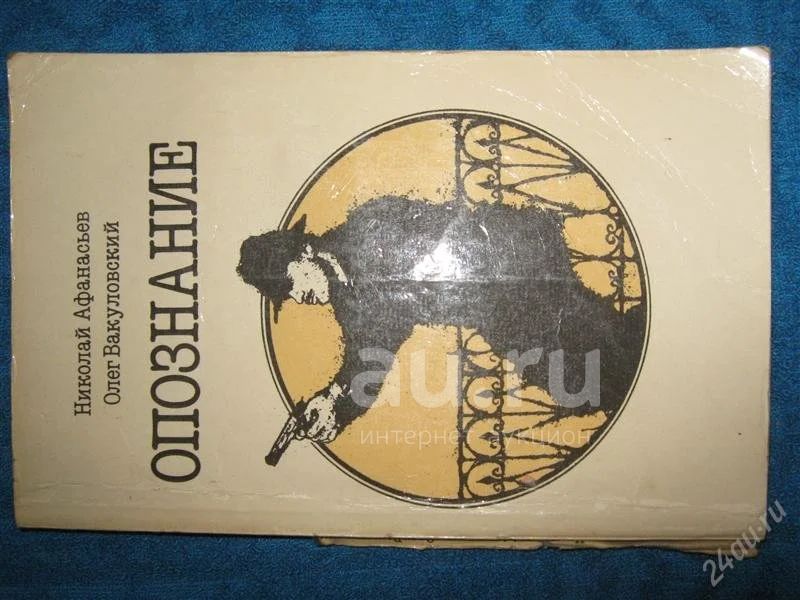 Николай Афанасьев
Олег Вакуловский
ОПОЗНАНИЕ
au.ru
интернет аукцион
24au.ru